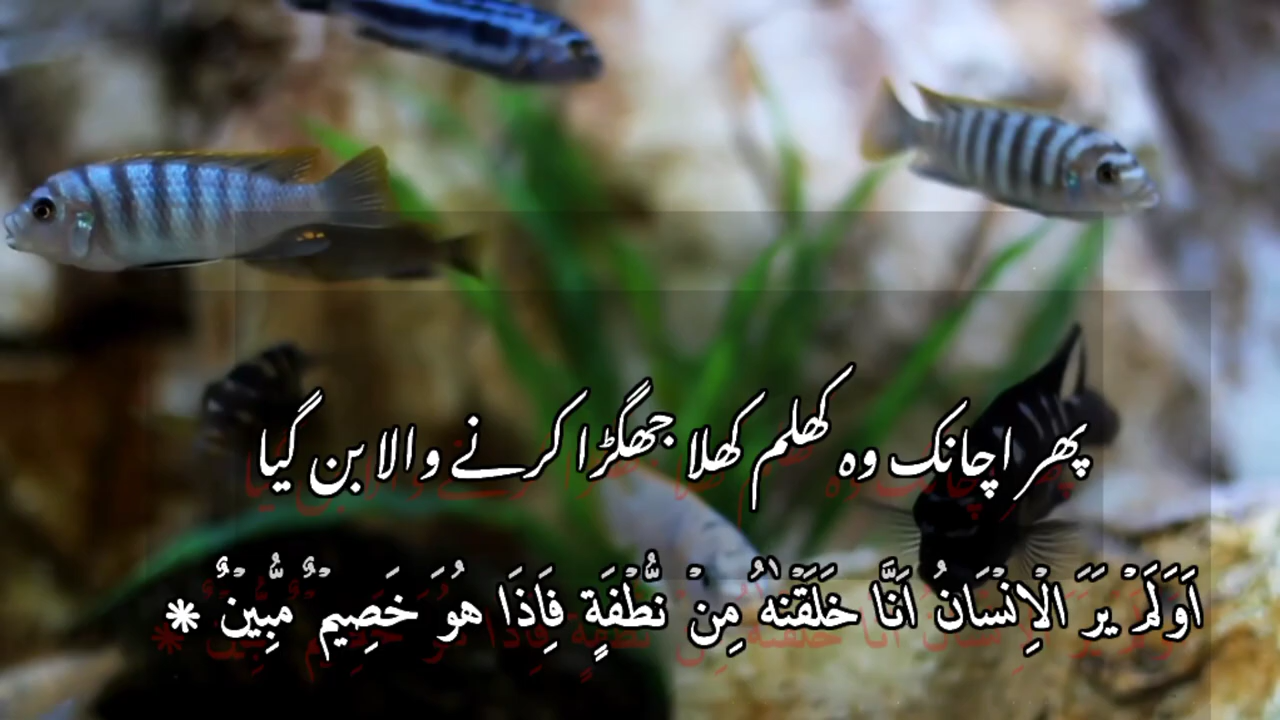 پھر اچانک وہ کھلم کھلا جھگڑا کرنے والا بن گیا
اَوَلَمْ يَرَ الْاِنْسَانُ اَنَّا خَلَقْنٰهُ مِنْ نُّطْفَةٍ فَاِذَا هُوَ خَصِيْمٌ مُّبِيْنٌ *